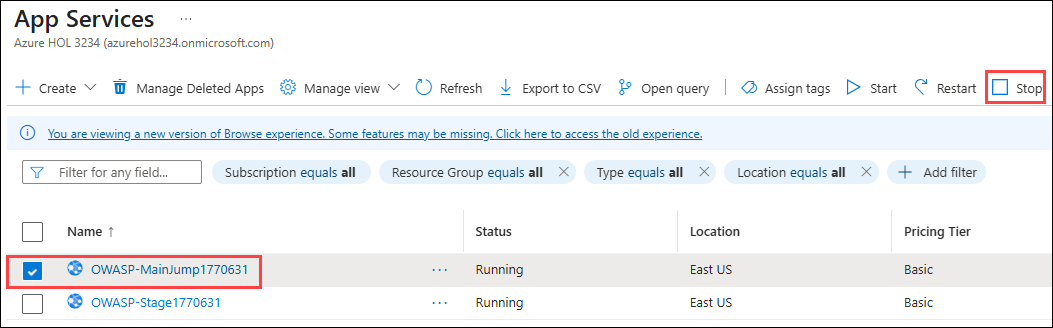 App Services ...
Azure HOL 3234 (azurehol3234.onmicrosoft.com)
+ Create Manage Deleted Apps Manage view Refresh Export to CSV Open query Assign tags Start Restart Stop
You are viewing a new version of Browse experience. Some features may be missing. Click here to access the old experience.
Filter for any field... Subscription equals all Resource Group equals all Type equals all Location equals all Add filter
Name ↑ Status Location Pricing Tier
OWASP-MainJump1770631 ... Running East US Basic
OWASP-Stage1770631 ... Running East US Basic